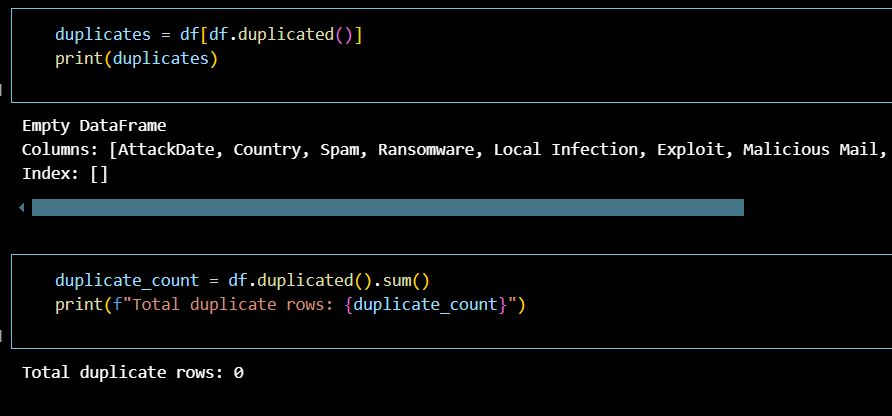 duplicates = df[df.duplicated()]
print(duplicates)
Empty DataFrame
Columns: [AttackDate, Country, Spam, Ransomware, Local Infection, Exploit, Malicious Mail,
Index: []
duplicate_count = df.duplicated().sum()
print(f"Total duplicate rows: {duplicate_count}")
Total duplicate rows: 0